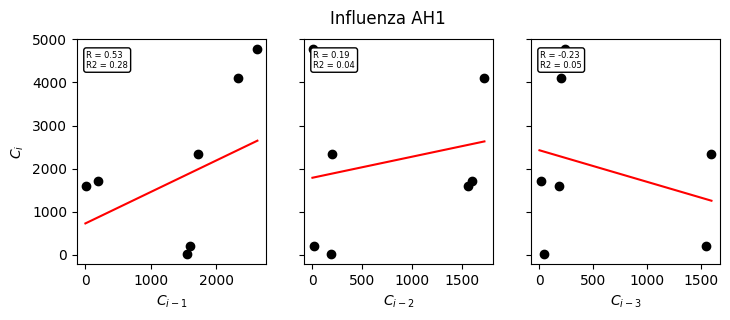 Influenza AH1
R = 0.53
R2 = 0.28
R = 0.19
R2 = 0.04
R = -0.23
R2 = 0.05
5000
4000
3000
2000
1000
0
C_i
0 1000 2000
0 500 1000 1500
0 500 1000 1500
C_{i-1}
C_{i-2}
C_{i-3}